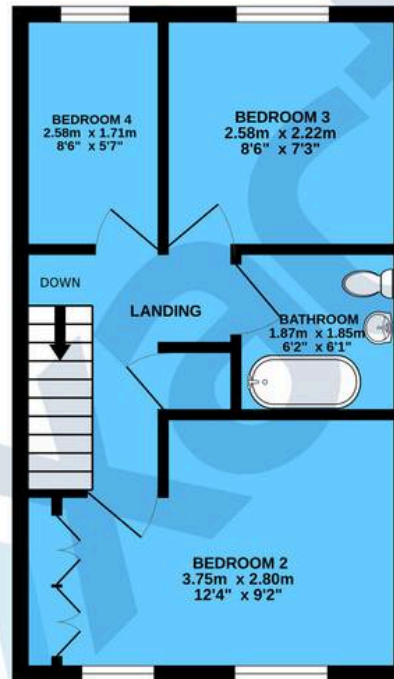 BEDROOM 4
2.58m x 1.71m
8'6" x 5'7"
BEDROOM 3
2.58m x 2.22m
8'6" x 7'3"
DOWN
LANDING
BATHROOM
1.87m x 1.85m
6'2" x 6'1"
BEDROOM 2
3.75m x 2.80m
12'4" x 9'2"